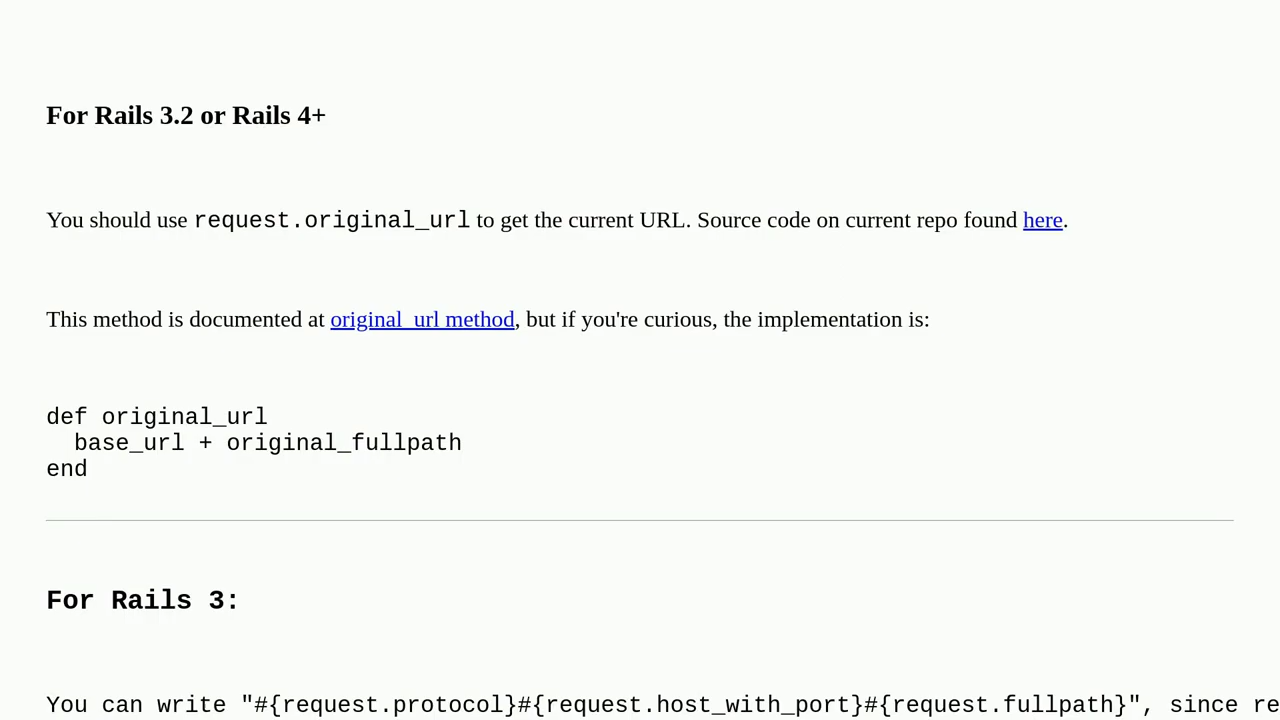 For Rails 3.2 or Rails 4+
You should use request.original_url to get the current URL. Source code on current repo found here.
This method is documented at original_url method, but if you're curious, the implementation is:
def original_url
  base_url + original_fullpath
end
For Rails 3:
You can write "#{request.protocol}#{request.host_with_port}#{request.fullpath}", since re